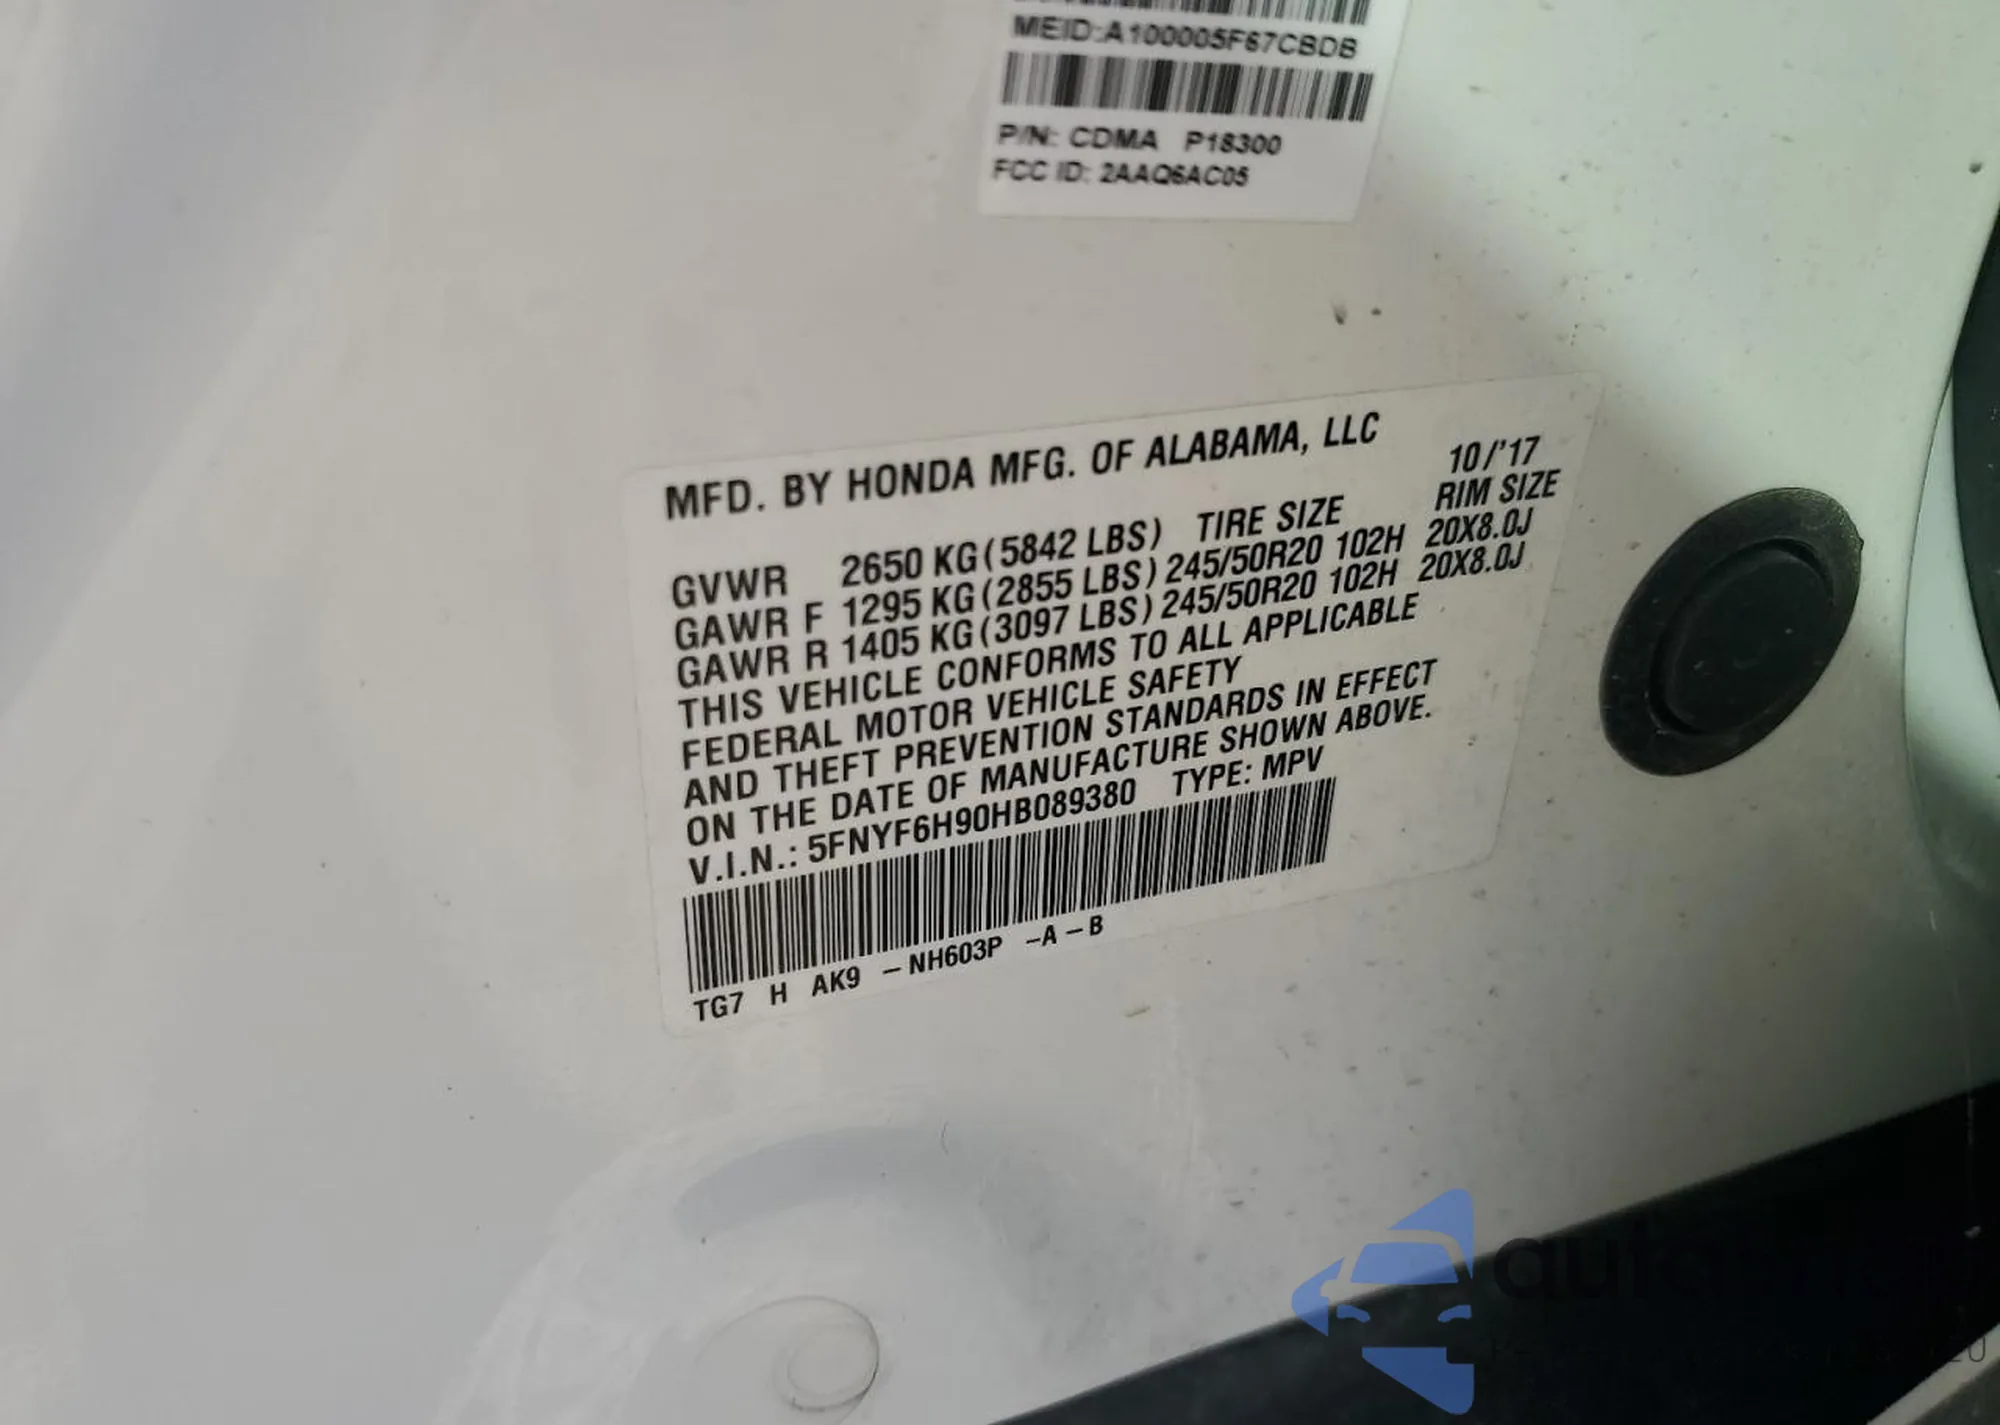 MEID:A100005F67CBDB
P/N: CDMA P18300
FCC ID: 2AAQ6AC05
MFD. BY HONDA MFG. OF ALABAMA, LLC
10/'17
GVWR 2650 KG (5842 LBS) TIRE SIZE RIM SIZE
GAWR F 1295 KG (2855 LBS) 245/50R20 102H 20X8.0J
GAWR R 1405 KG (3097 LBS) 245/50R20 102H 20X8.0J
THIS VEHICLE CONFORMS TO ALL APPLICABLE
FEDERAL MOTOR VEHICLE SAFETY
AND THEFT PREVENTION STANDARDS IN EFFECT
ON THE DATE OF MANUFACTURE SHOWN ABOVE.
V.I.N.: 5FNYF6H90HB089380 TYPE: MPV
TG7 H AK9 – NH603P –A – B